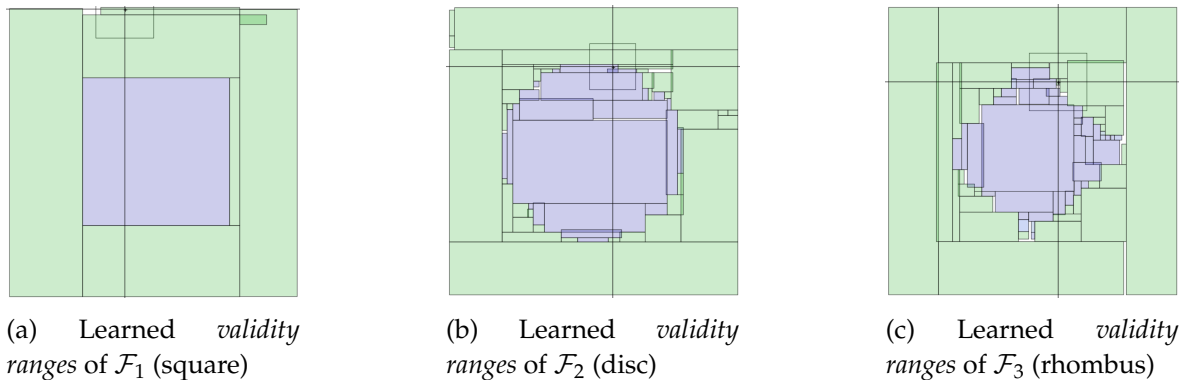 (a) Learned validity
ranges of F₁ (square)
(b) Learned validity
ranges of F₂ (disc)
(c) Learned validity
ranges of F₃ (rhombus)